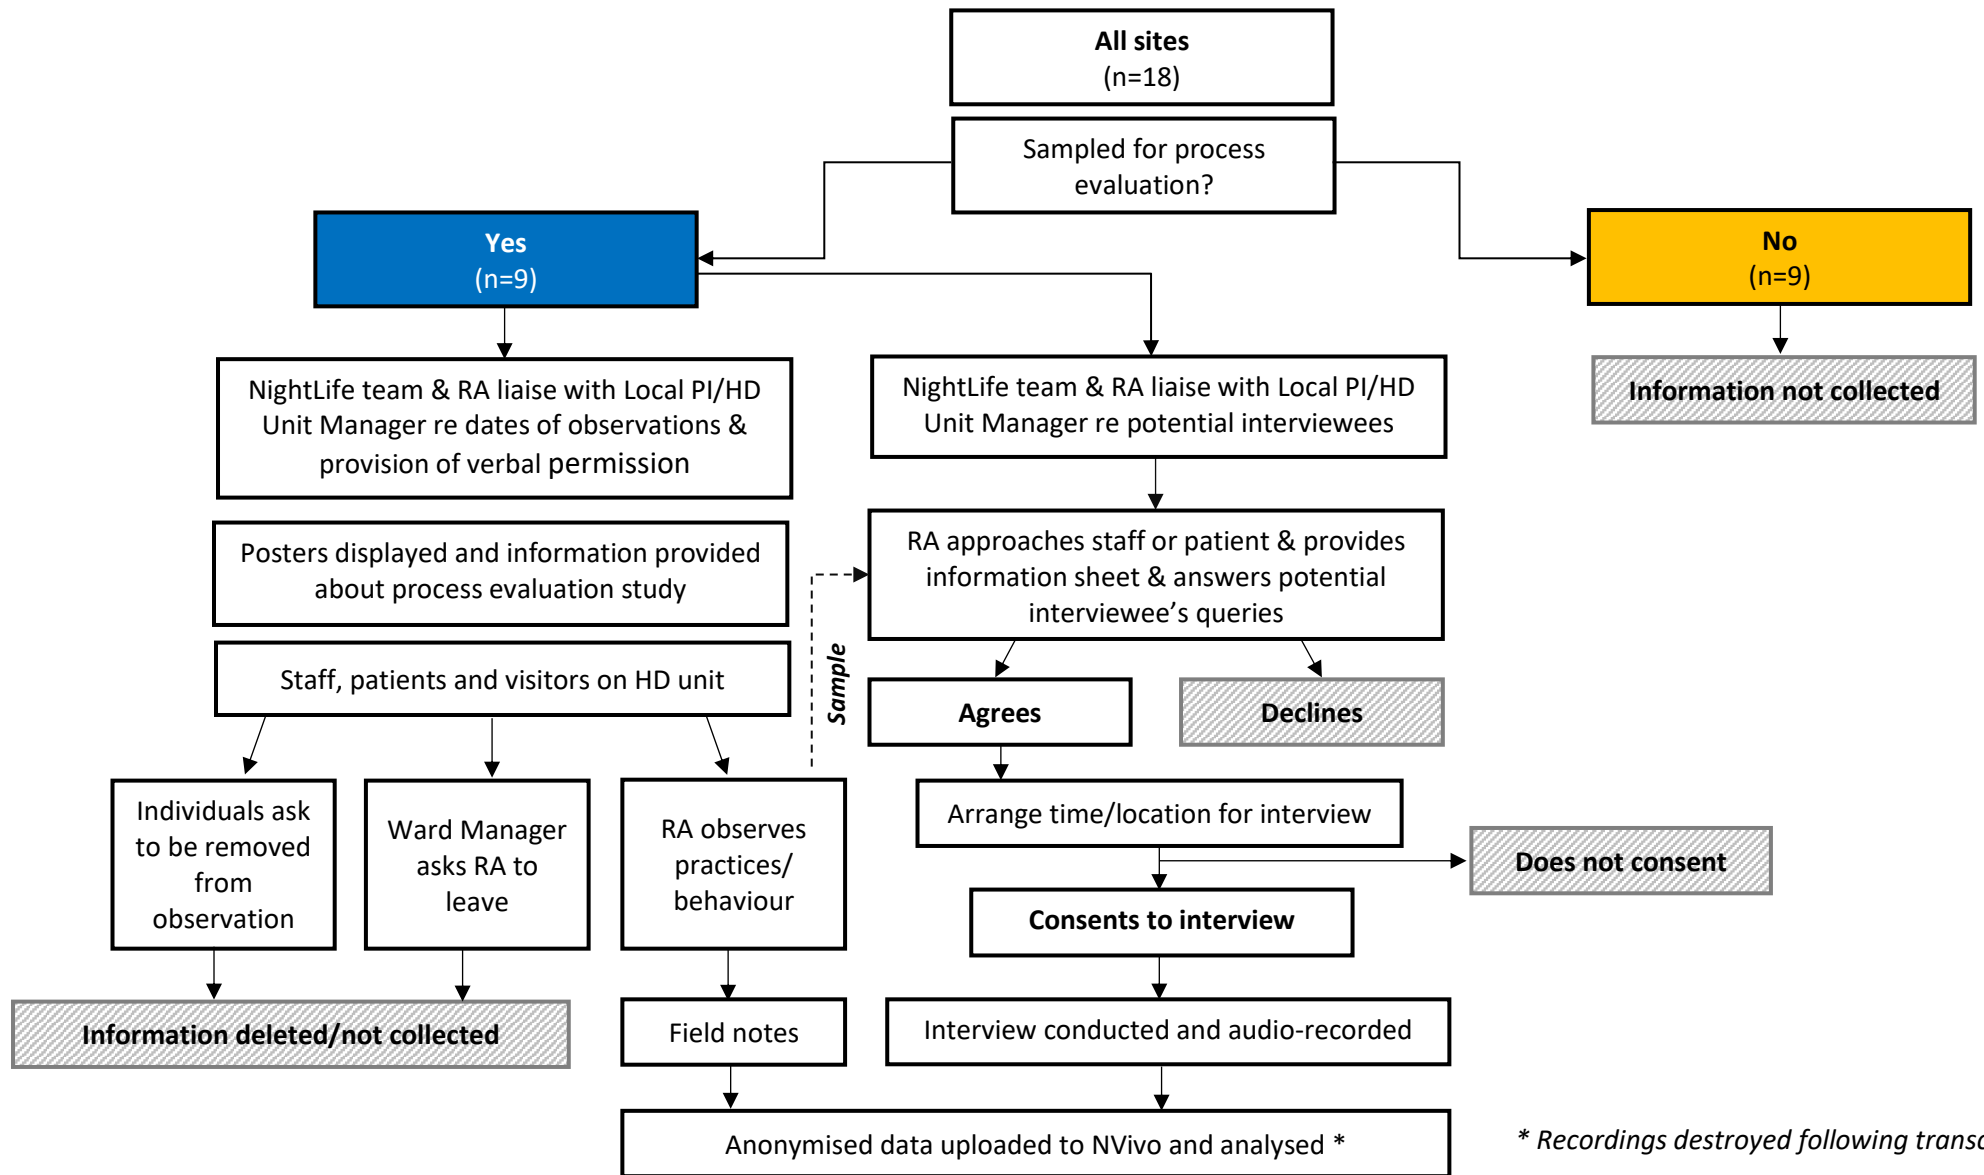 All sites
(n=18)
Sampled for process
evaluation?
Yes
(n=9)
No
(n=9)
NightLife team & RA liaise with Local PI/HD
Unit Manager re dates of observations &
provision of verbal permission
NightLife team & RA liaise with Local PI/HD
Unit Manager re potential interviewees
Information not collected
Posters displayed and information provided
about process evaluation study
RA approaches staff or patient & provides
information sheet & answers potential
interviewee's queries
Staff, patients and visitors on HD unit
Sample
Agrees
Declines
Individuals ask
to be removed
from
observation
Ward Manager
asks RA to
leave
RA observes
practices/
behaviour
Arrange time/location for interview
Does not consent
Consents to interview
Information deleted/not collected
Field notes
Interview conducted and audio-recorded
Anonymised data uploaded to NVivo and analysed *
* Recordings destroyed following